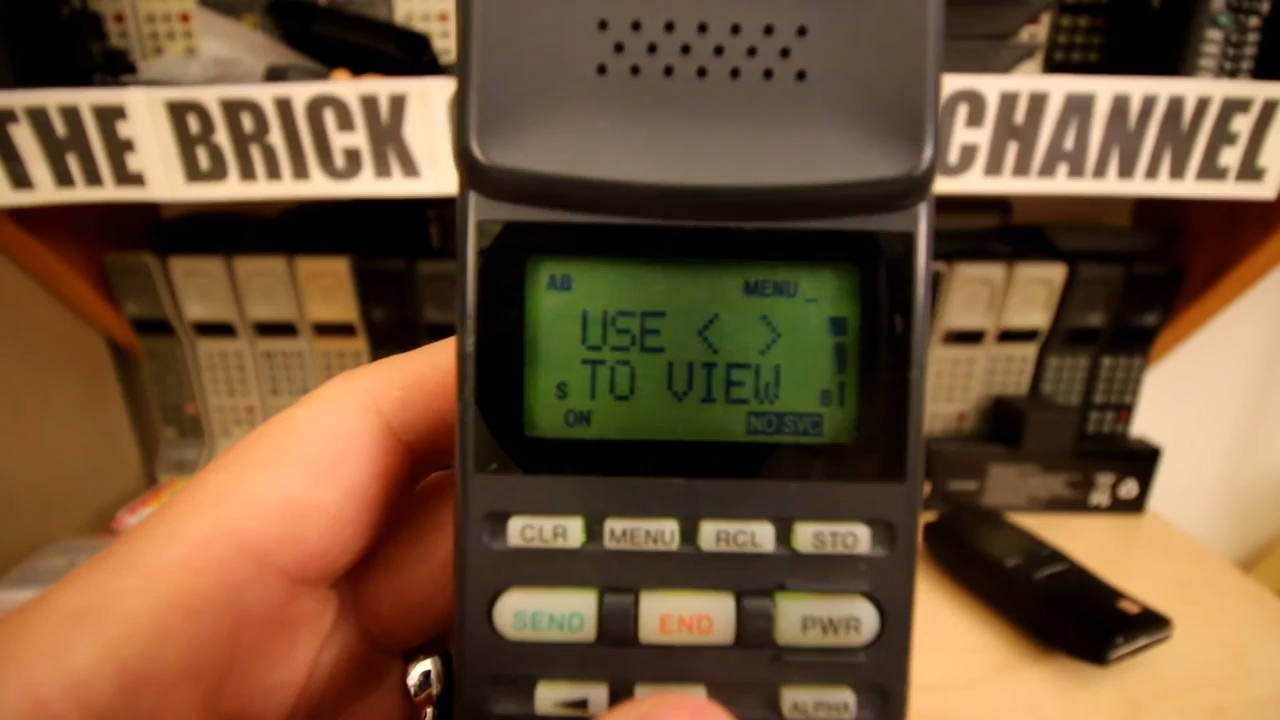 THE BRICK CHANNEL
AB MENU _
USE < >
S TO VIEW B
ON NO SVC
CLR MENU RCL STO
SEND END PWR
◀ ALPHA